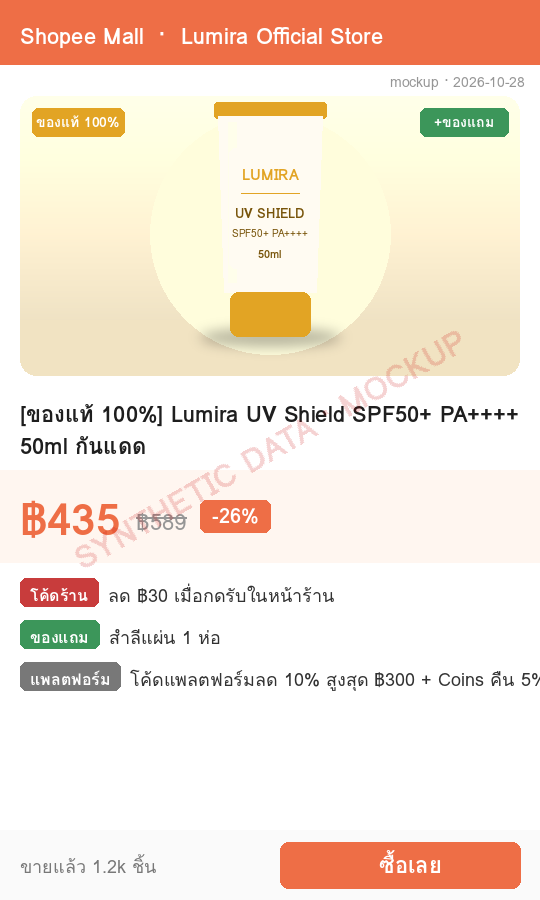 Shopee Mall · Lumira Official Store
mockup · 2026-10-28
ของแท้ 100%
+ของแถม
LUMIRA
UV SHIELD
SPF50+ PA++++
50ml
[ของแท้ 100%] Lumira UV Shield SPF50+ PA++++
50ml กันแดด
฿435 ฿589 -26%
SYNTHETIC DATA · MOCKUP
โค้ดร้าน ลด ฿30 เมื่อกดรับในหน้าร้าน
ของแถม สำลีแผ่น 1 ห่อ
แพลตฟอร์ม โค้ดแพลตฟอร์มลด 10% สูงสุด ฿300 + Coins คืน 5%
ขายแล้ว 1.2k ชิ้น
ซื้อเลย